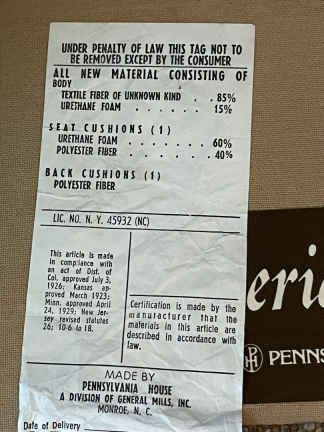 UNDER PENALTY OF LAW THIS TAG NOT TO
BE REMOVED EXCEPT BY THE CONSUMER
ALL NEW MATERIAL CONSISTING OF
BODY
TEXTILE FIBER OF UNKNOWN KIND . . 85%
URETHANE FOAM . . . . . . 15%
SEAT CUSHIONS (1)
URETHANE FOAM . . . . . . . 60%
POLYESTER FIBER . . . . . . . 40%
BACK CUSHIONS (1)
POLYESTER FIBER
LIC. NO. N. Y. 45932 (NC)
This article is made
in compliance with
an act of Dist. of
Col. approved July 3,
1926; Kansas ap-
proved March 1923;
Minn. approved April
24, 1929; New Jer-
sey revised statutes
26; 10-6 to 18.
Certification is made by the
manufacturer that the
materials in this article are
described in accordance with
law.
MADE BY
PENNSYLVANIA HOUSE
A DIVISION OF GENERAL MILLS, INC.
MONROE, N. C.
Date of Delivery
eric
PH PENNS